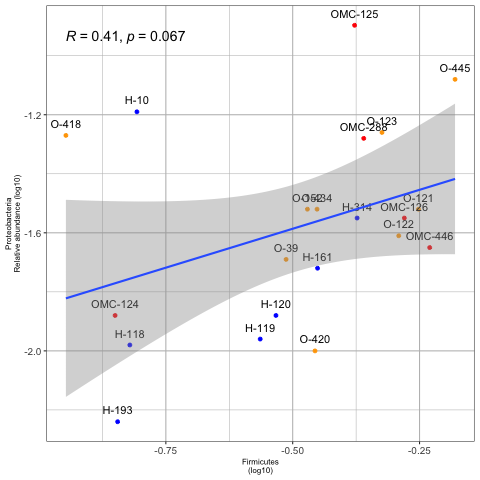 OMC-125
R = 0.41, p = 0.067
O-445
H-10
-1.2
O-418
O-123
OMC-288
O-434
H-314
O-121
OMC-126
O-122
-1.6
OMC-446
O-39
H-161
OMC-124
H-120
H-119
H-118
O-420
-2.0
H-193
-0.75
-0.50
-0.25
Proteobacteria
Relative abundance (log10)
Firmicutes
(log10)